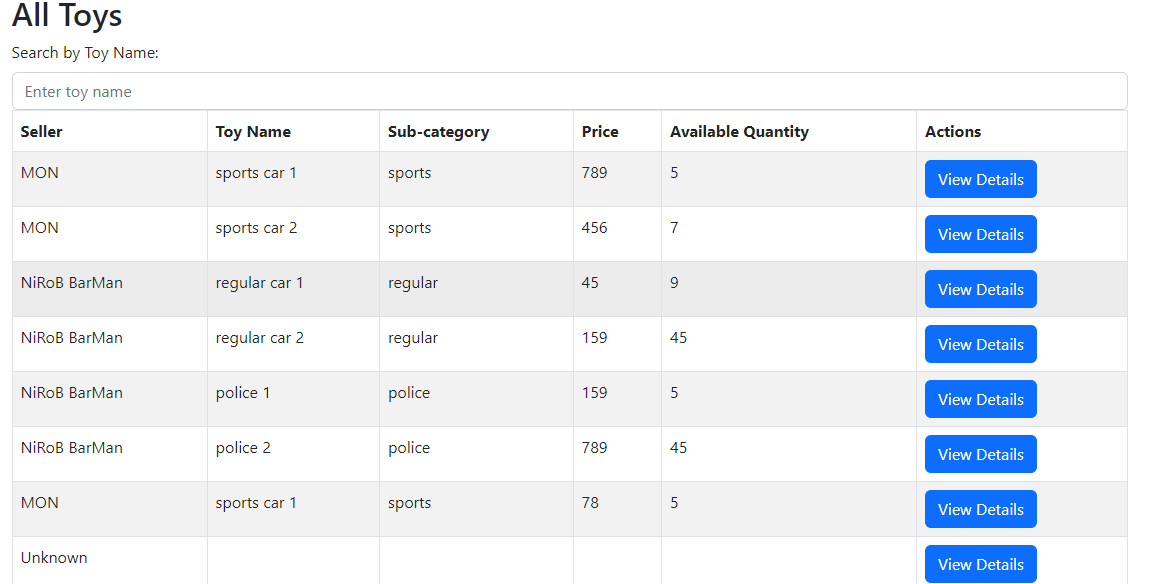 All Toys
Search by Toy Name:
Enter toy name
Seller Toy Name Sub-category Price Available Quantity Actions
MON sports car 1 sports 789 5 View Details
MON sports car 2 sports 456 7 View Details
NiRoB BarMan regular car 1 regular 45 9 View Details
NiRoB BarMan regular car 2 regular 159 45 View Details
NiRoB BarMan police 1 police 159 5 View Details
NiRoB BarMan police 2 police 789 45 View Details
MON sports car 1 sports 78 5 View Details
Unknown View Details